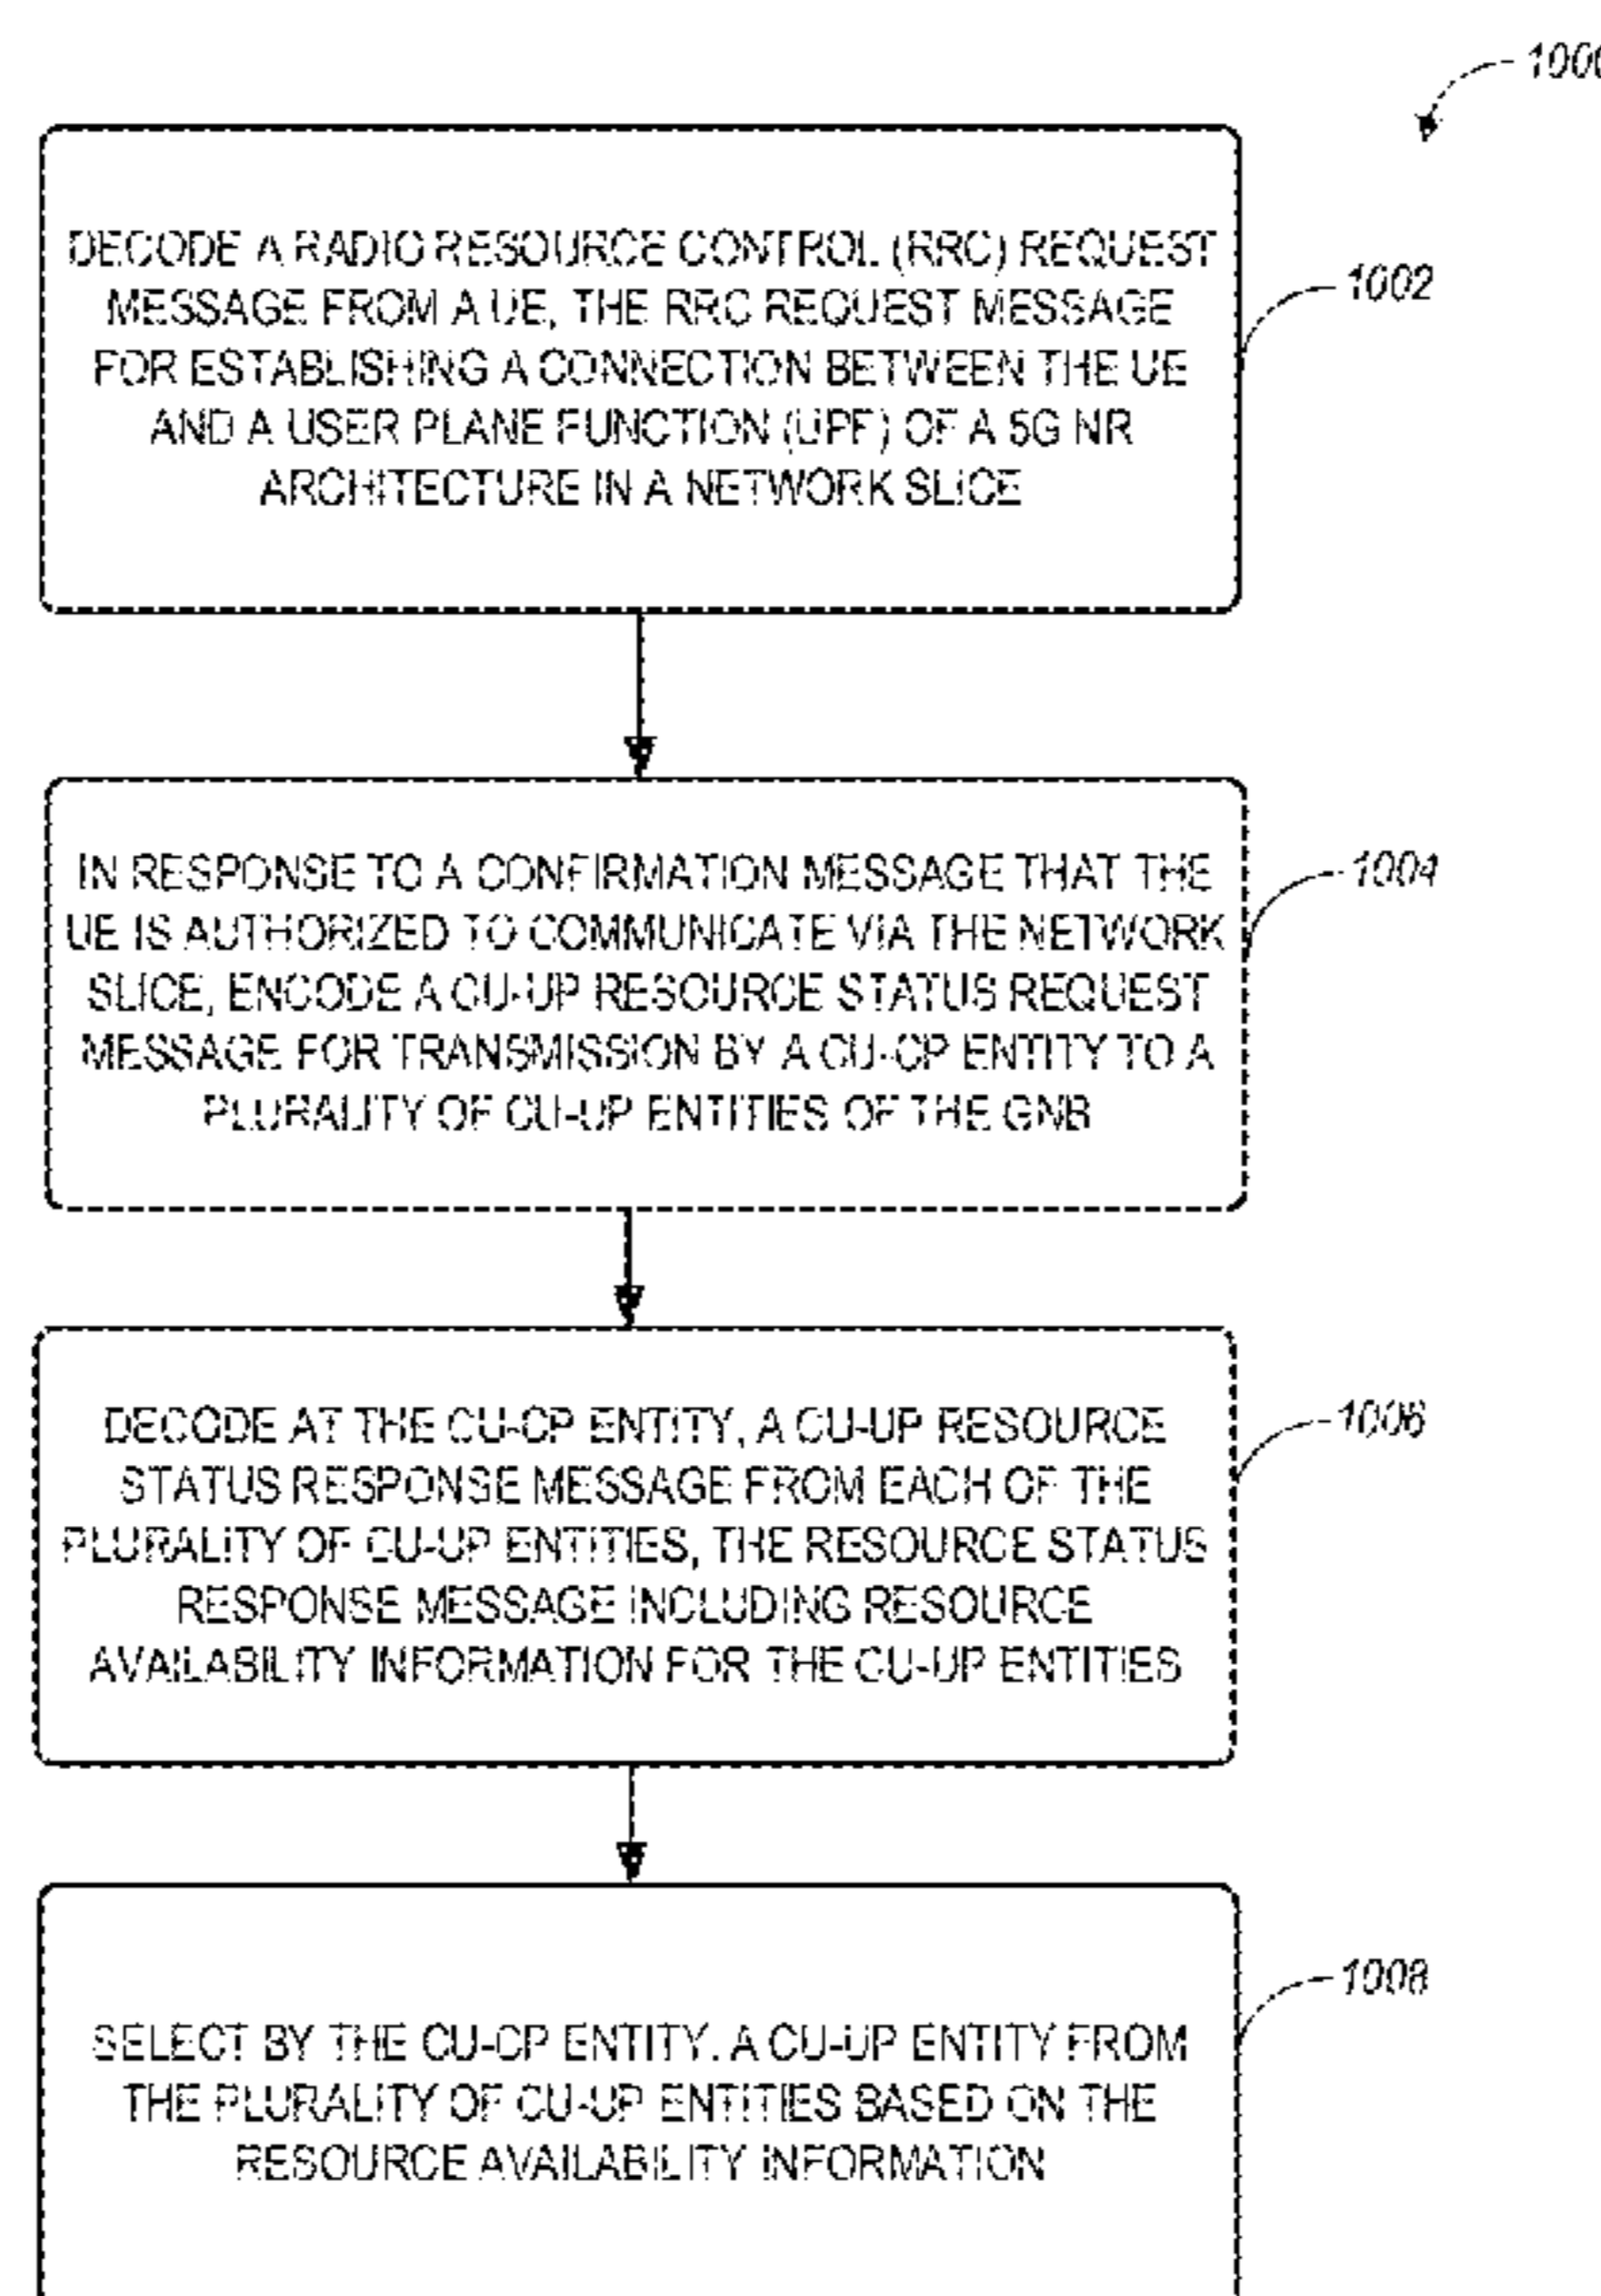 1000
DECODE A RADIO RESOURCE CONTROL (RRC) REQUEST
MESSAGE FROM A UE, THE RRC REQUEST MESSAGE
FOR ESTABLISHING A CONNECTION BETWEEN THE UE
AND A USER PLANE FUNCTION (UPF) OF A 5G NR
ARCHITECTURE IN A NETWORK SLICE
1002
IN RESPONSE TO A CONFIRMATION MESSAGE THAT THE
UE IS AUTHORIZED TO COMMUNICATE VIA THE NETWORK
SLICE, ENCODE A CU-UP RESOURCE STATUS REQUEST
MESSAGE FOR TRANSMISSION BY A CU-CP ENTITY TO A
PLURALITY OF CU-UP ENTITIES OF THE GNB
1004
DECODE AT THE CU-CP ENTITY, A CU-UP RESOURCE
STATUS RESPONSE MESSAGE FROM EACH OF THE
PLURALITY OF CU-UP ENTITIES, THE RESOURCE STATUS
RESPONSE MESSAGE INCLUDING RESOURCE
AVAILABILITY INFORMATION FOR THE CU-UP ENTITIES
1006
SELECT BY THE CU-CP ENTITY, A CU-UP ENTITY FROM
THE PLURALITY OF CU-UP ENTITIES BASED ON THE
RESOURCE AVAILABILITY INFORMATION
1008